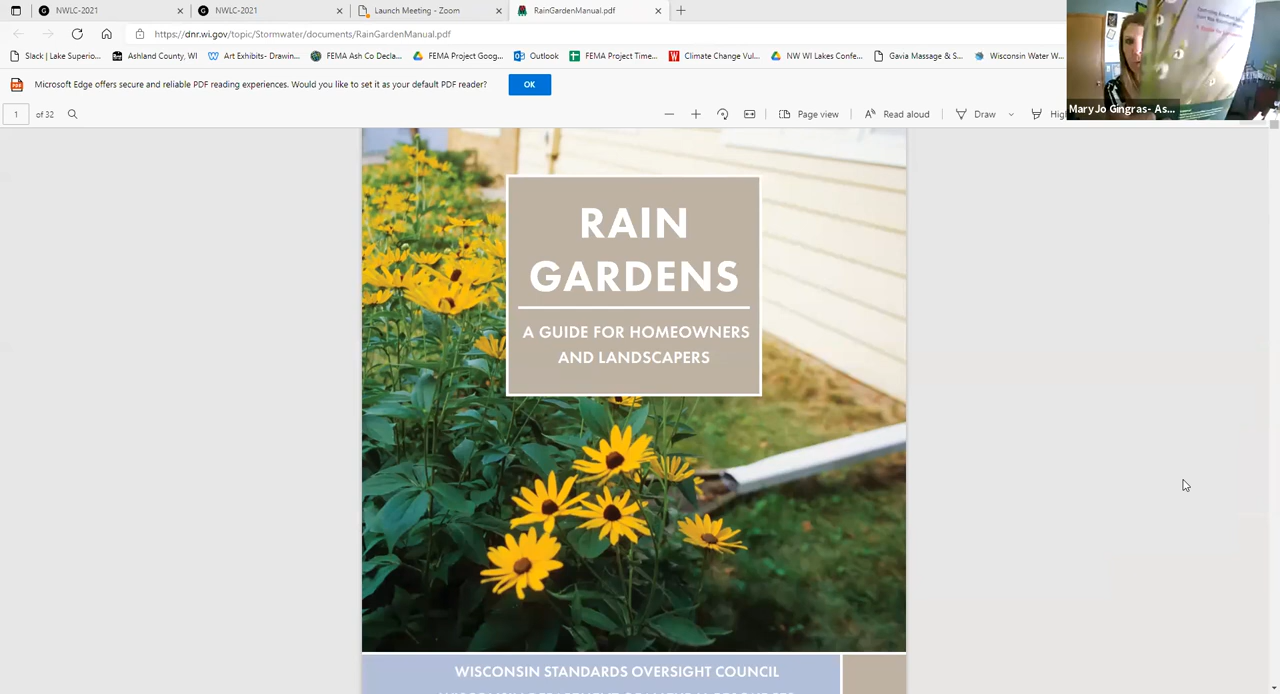 NWLC-2021
NWLC-2021
Launch Meeting - Zoom
RainGardenManual.pdf
https://dnr.wi.gov/topic/Stormwater/documents/RainGardenManual.pdf
Slack | Lake Superio...
Ashland County, WI
Art Exhibits- Drawin...
FEMA Ash Co Decla...
FEMA Project Goog...
Outlook
FEMA Project Time...
Climate Change Vul...
NW WI Lakes Confe...
Gavia Massage & S...
Wisconsin Water W...
Microsoft Edge offers secure and reliable PDF reading experiences. Would you like to set it as your default PDF reader?
OK
1 of 32
Page view
Read aloud
Draw
MaryJo Gingras- As...
RAIN
GARDENS
A GUIDE FOR HOMEOWNERS
AND LANDSCAPERS
WISCONSIN STANDARDS OVERSIGHT COUNCIL